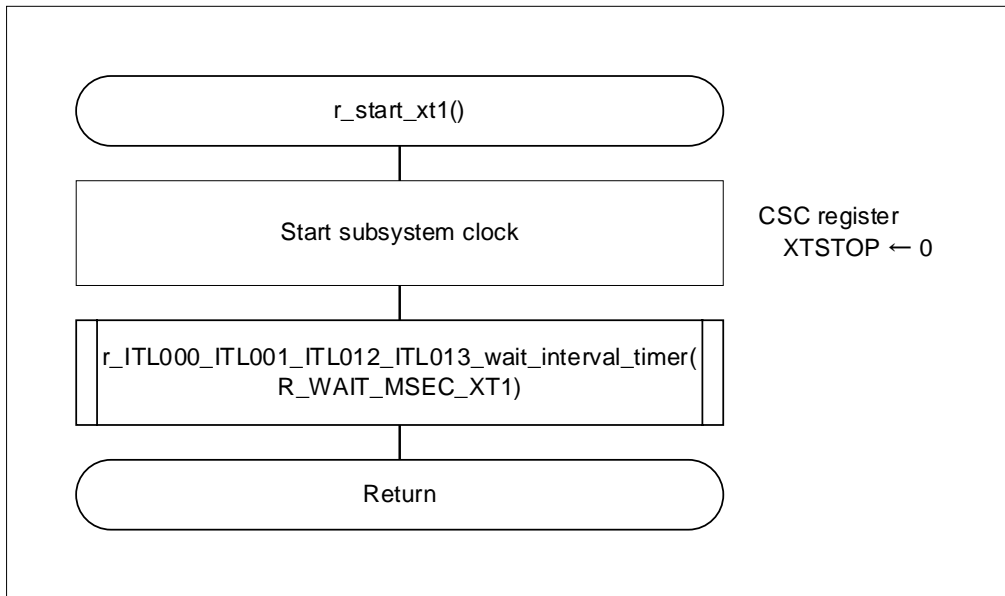 r_start_xt1()
Start subsystem clock
CSC register
XTSTOP ← 0
r_ITL000_ITL001_ITL012_ITL013_wait_interval_timer(
R_WAIT_MSEC_XT1)
Return